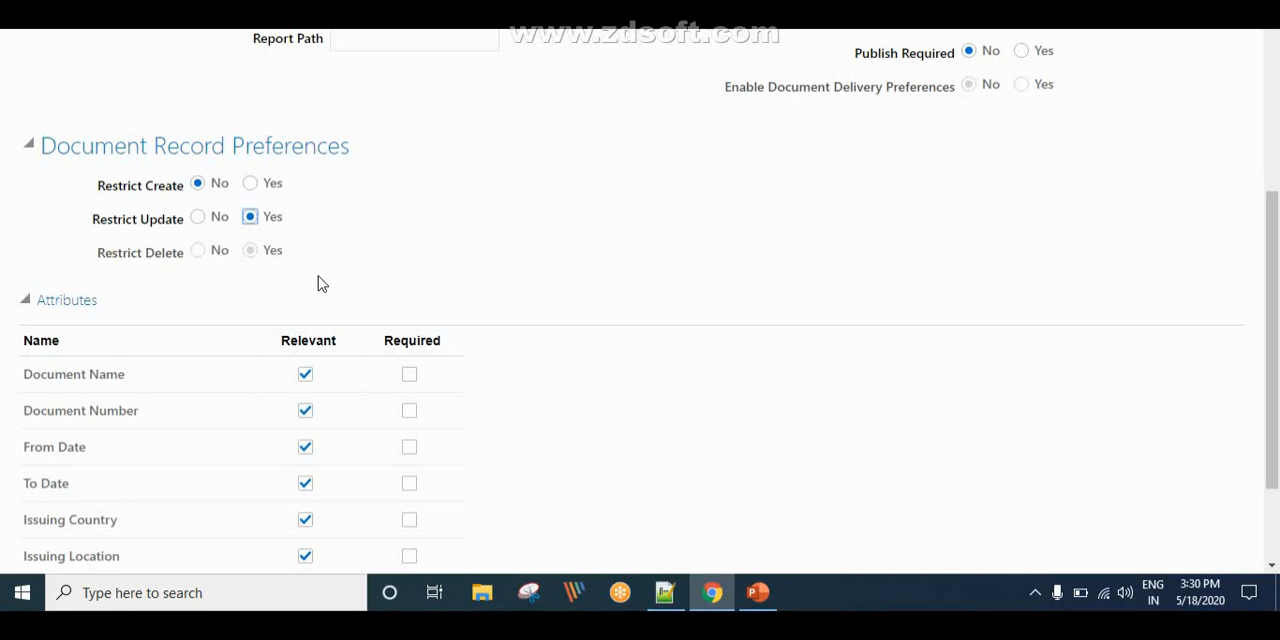 www.zdsoft.com
Report Path
Publish Required No Yes
Enable Document Delivery Preferences No Yes
Document Record Preferences
Restrict Create No Yes
Restrict Update No Yes
Restrict Delete No Yes
Attributes
Name Relevant Required
Document Name
Document Number
From Date
To Date
Issuing Country
Issuing Location
Type here to search
ENG 3:30 PM
IN 5/18/2020